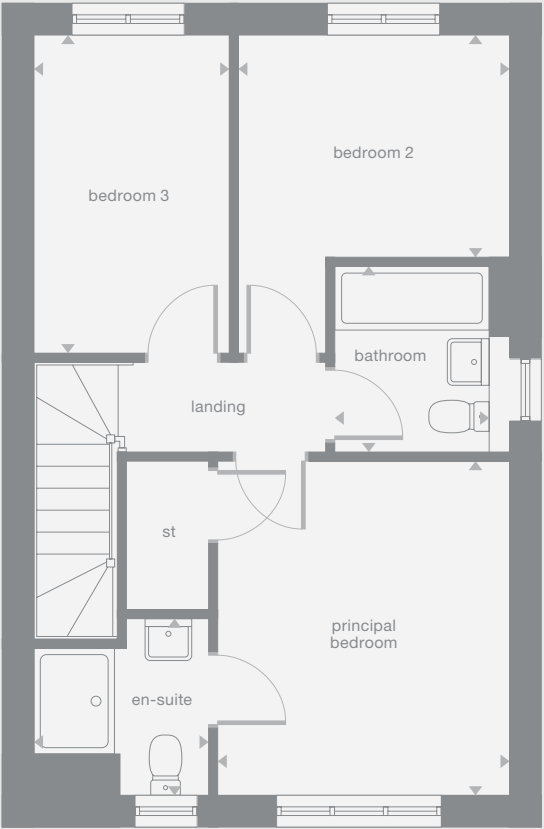 bedroom 2
bedroom 3
bathroom
landing
st
principal
bedroom
en-suite